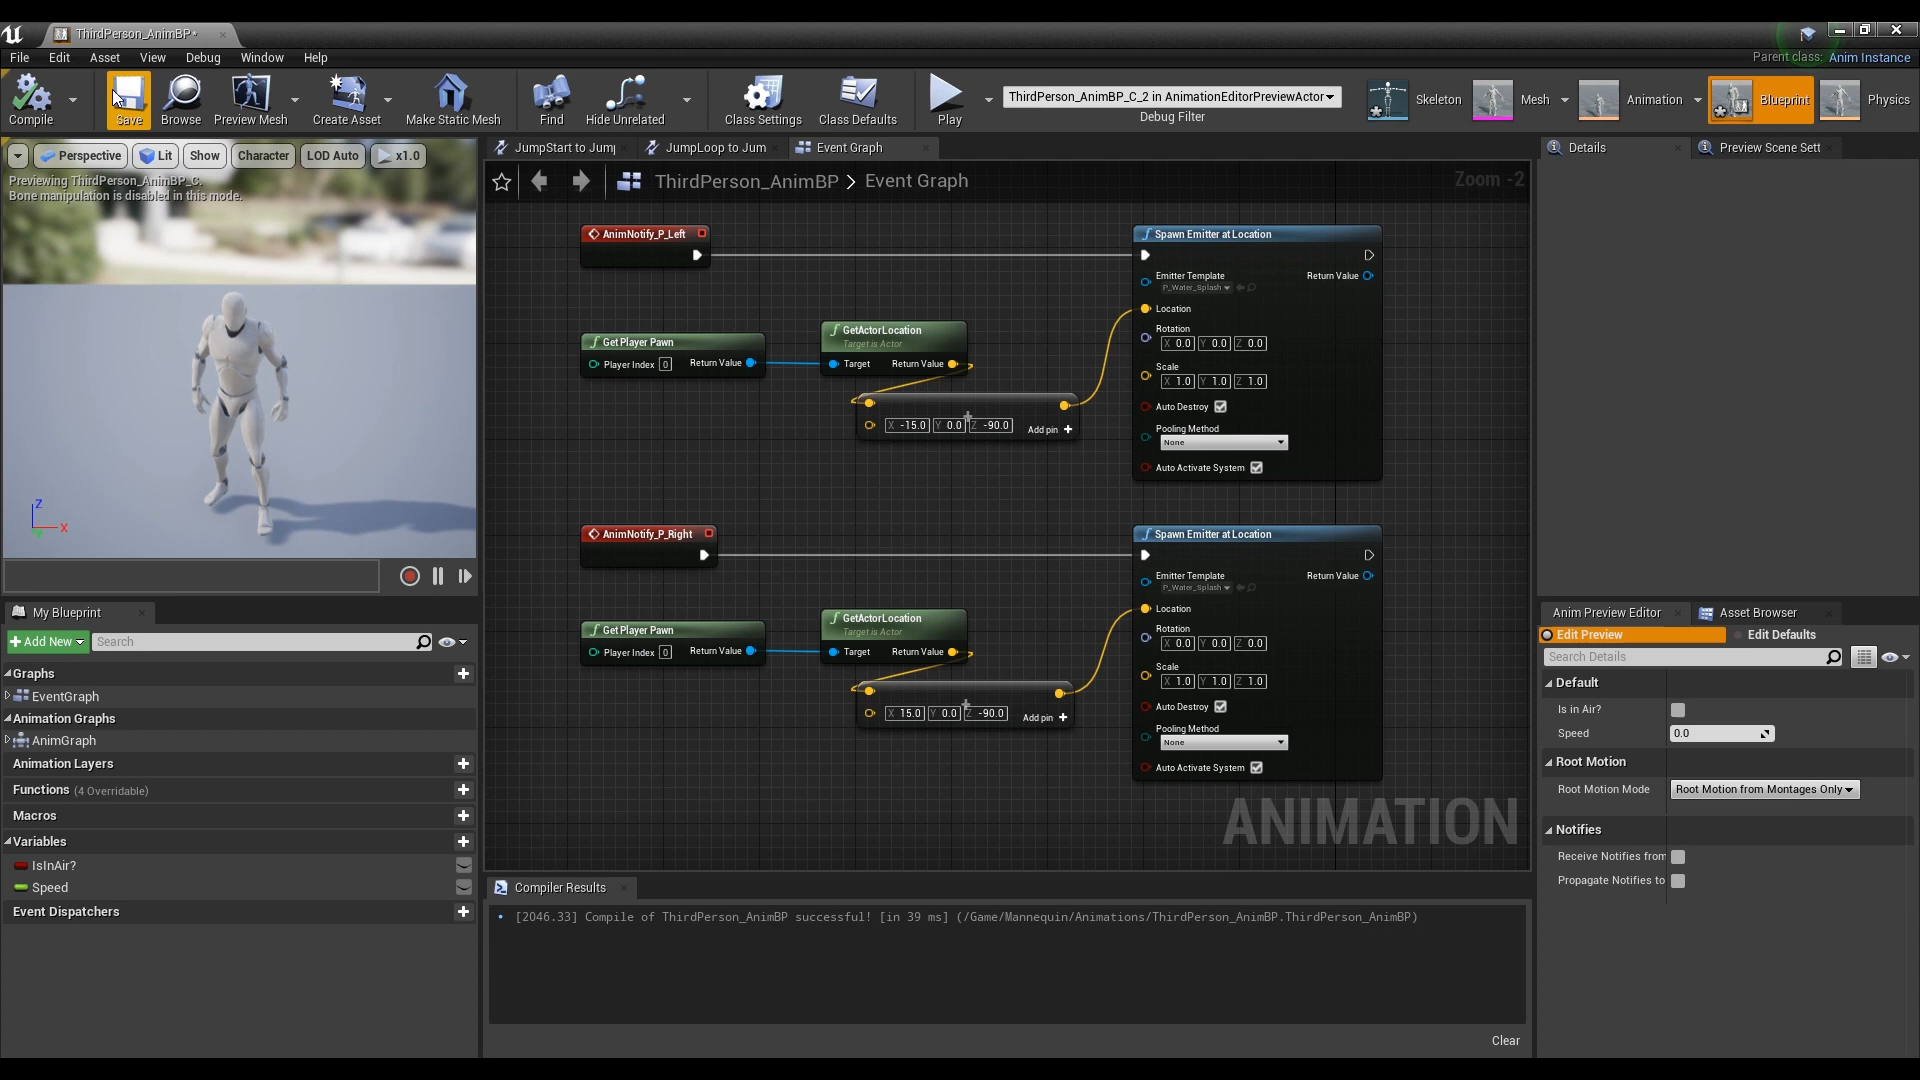 ThirdPerson_AnimBP*
File Edit Asset View Debug Window Help
Parent class: Anim Instance
Compile Save Browse Preview Mesh Create Asset Make Static Mesh Find Hide Unrelated Class Settings Class Defaults Play
ThirdPerson_AnimBP_C_2 in AnimationEditorPreviewActor
Debug Filter
Skeleton Mesh Animation Blueprint Physics
Perspective Lit Show Character LOD Auto x1.0
Previewing ThirdPerson_AnimBP_C.
Bone manipulation is disabled in this mode.
Z
X
Y
JumpStart to Jump JumpLoop to Jum Event Graph
ThirdPerson_AnimBP > Event Graph
Zoom -2
AnimNotify_P_Left
Get Player Pawn
Player Index 0 Return Value
GetActorLocation
Target is Actor
Target Return Value
X -15.0 Y 0.0 Z -90.0 Add pin +
Spawn Emitter at Location
Emitter Template Return Value
P_Water_Splash
Location
Rotation
X 0.0 Y 0.0 Z 0.0
Scale
X 1.0 Y 1.0 Z 1.0
Auto Destroy
Pooling Method
None
Auto Activate System
AnimNotify_P_Right
Get Player Pawn
Player Index 0 Return Value
GetActorLocation
Target is Actor
Target Return Value
X 15.0 Y 0.0 Z -90.0 Add pin +
Spawn Emitter at Location
Emitter Template Return Value
P_Water_Splash
Location
Rotation
X 0.0 Y 0.0 Z 0.0
Scale
X 1.0 Y 1.0 Z 1.0
Auto Destroy
Pooling Method
None
Auto Activate System
ANIMATION
My Blueprint
+ Add New Search
Graphs
EventGraph
Animation Graphs
AnimGraph
Animation Layers
Functions (4 Overridable)
Macros
Variables
IsInAir?
Speed
Event Dispatchers
Compiler Results
[2046.33] Compile of ThirdPerson_AnimBP successful! [in 39 ms] (/Game/Mannequin/Animations/ThirdPerson_AnimBP.ThirdPerson_AnimBP)
Clear
Details Preview Scene Sett
Anim Preview Editor Asset Browser
Edit Preview Edit Defaults
Search Details
Default
Is in Air?
Speed 0.0
Root Motion
Root Motion Mode Root Motion from Montages Only
Notifies
Receive Notifies from
Propagate Notifies to